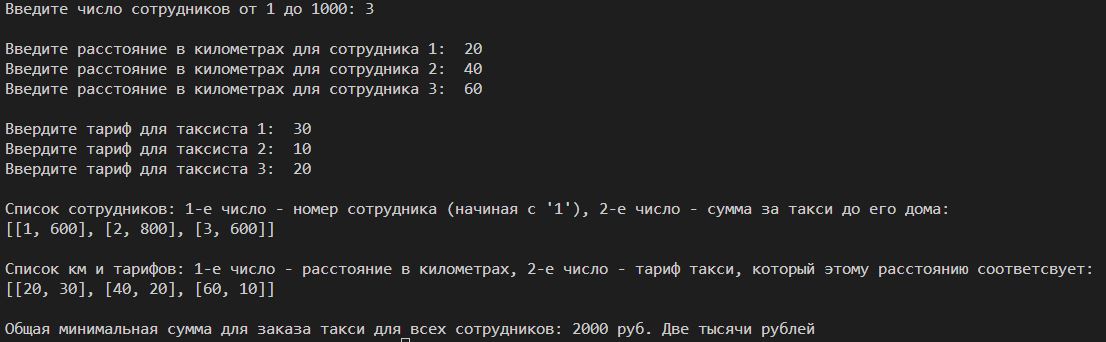 Введите число сотрудников от 1 до 1000: 3
Введите расстояние в километрах для сотрудника 1:  20
Введите расстояние в километрах для сотрудника 2:  40
Введите расстояние в километрах для сотрудника 3:  60
Ввердите тариф для таксиста 1:  30
Ввердите тариф для таксиста 2:  10
Ввердите тариф для таксиста 3:  20
Список сотрудников: 1-е число - номер сотрудника (начиная с '1'), 2-е число - сумма за такси до его дома:
[[1, 600], [2, 800], [3, 600]]
Список км и тарифов: 1-е число - расстояние в километрах, 2-е число - тариф такси, который этому расстоянию соответсвует:
[[20, 30], [40, 20], [60, 10]]
Общая минимальная сумма для заказа такси для всех сотрудников: 2000 руб. Две тысячи рублей